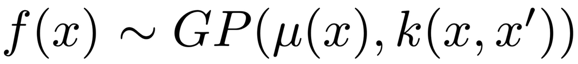 f(x) ∼ GP(μ(x), k(x, x′))